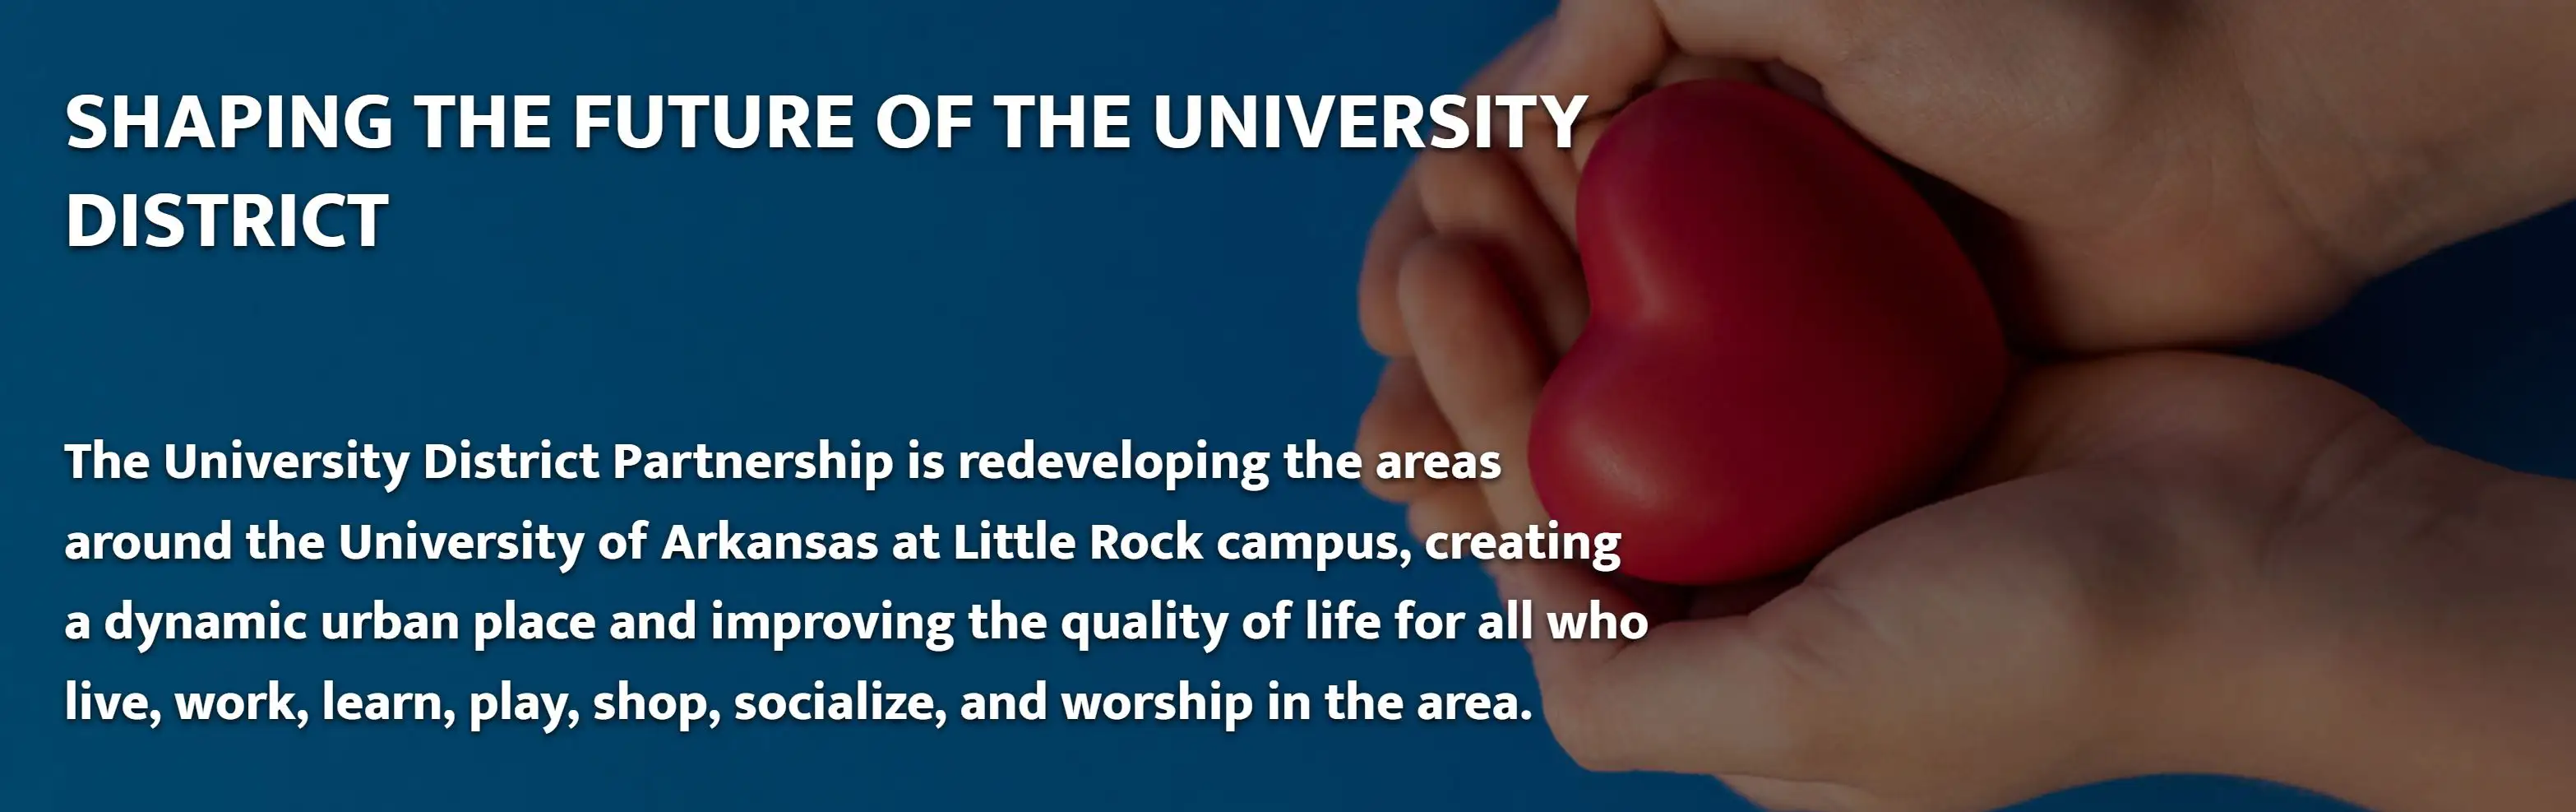 SHAPING THE FUTURE OF THE UNIVERSITY
DISTRICT
The University District Partnership is redeveloping the areas
around the University of Arkansas at Little Rock campus, creating
a dynamic urban place and improving the quality of life for all who
live, work, learn, play, shop, socialize, and worship in the area.